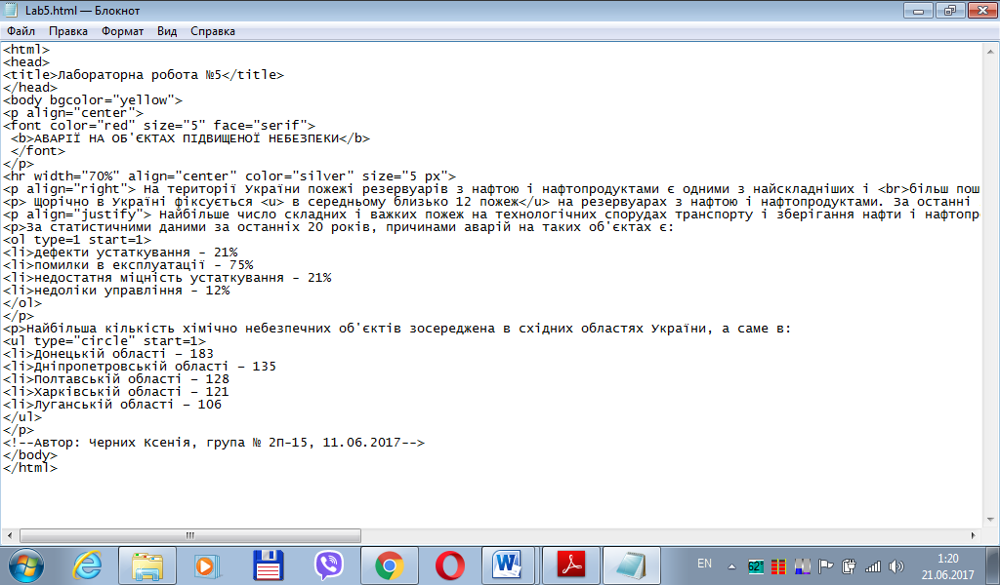 Lab5.html — Блокнот
Файл Правка Формат Вид Справка
<html>
<head>
<title>Лабораторна робота №5</title>
</head>
<body bgcolor="yellow">
<p align="center">
<font color="red" size="5" face="serif">
<b>АВАРІЇ НА ОБ'ЄКТАХ ПІДВИЩЕНОЇ НЕБЕЗПЕКИ</b>
</font>
</p>
<hr width="70%" align="center" color="silver" size="5 px">
<p align="right"> На території України пожежі резервуарів з нафтою і нафтопродуктами є одними з найскладніших і <br>більш пош
<p> Щорічно в Україні фіксується <u> в середньому близько 12 пожеж</u> на резервуарах з нафтою і нафтопродуктами. За останні
<p align="justify"> Найбільше число складних і важких пожеж на технологічних спорудах транспорту і зберігання нафти і нафтопр
<p>За статистичними даними за останніх 20 років, причинами аварій на таких об'єктах є:
<ol type=1 start=1>
<li>дефекти устаткування – 21%
<li>помилки в експлуатації – 75%
<li>недостатня міцність устаткування – 21%
<li>недоліки управління – 12%
</ol>
</p>
<p>Найбільша кількість хімічно небезпечних об'єктів зосереджена в східних областях України, а саме в:
<ul type="circle" start=1>
<li>Донецькій області – 183
<li>Дніпропетровській області – 135
<li>Полтавській області – 128
<li>Харківській області – 121
<li>Луганській області – 106
</ul>
</p>
<!--Автор: Черних Ксенія, група № 2П-15, 11.06.2017-->
</body>
</html>
EN
62°
1:20
21.06.2017